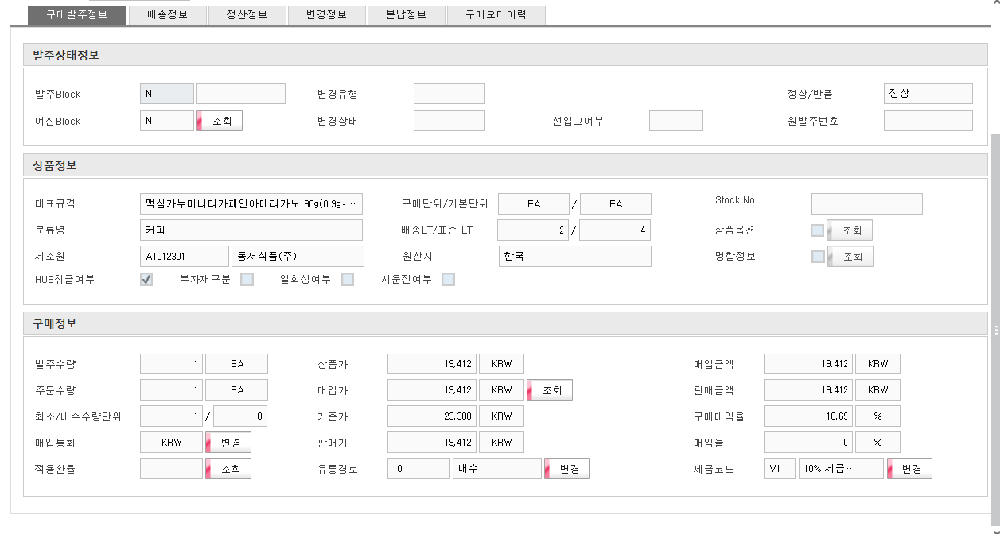 구매발주정보 배송정보 정산정보 변경정보 분납정보 구매오더이력
발주상태정보
발주Block N 변경유형 정상/반품 정상
여신Block N 조회 변경상태 선입고여부 원발주번호
상품정보
대표규격 맥심카누미니디카페인아메리카노;90g(0.9g*⋯ 구매단위/기본단위 EA / EA Stock No
분류명 커피 배송LT/표준 LT 2 / 4 상품옵션 조회
제조원 A1012301 동서식품(주) 원산지 한국 명함정보 조회
HUB취급여부 부자재구분 일회성여부 시운전여부
구매정보
발주수량 1 EA 상품가 19,412 KRW 매입금액 19,412 KRW
주문수량 1 EA 매입가 19,412 KRW 조회 판매금액 19,412 KRW
최소/배수수량단위 1 / 0 기준가 23,300 KRW 구매매익율 16.69 %
매입통화 KRW 변경 판매가 19,412 KRW 매익율 0 %
적용환율 1 조회 유통경로 10 내수 변경 세금코드 V1 10% 세금⋯ 변경